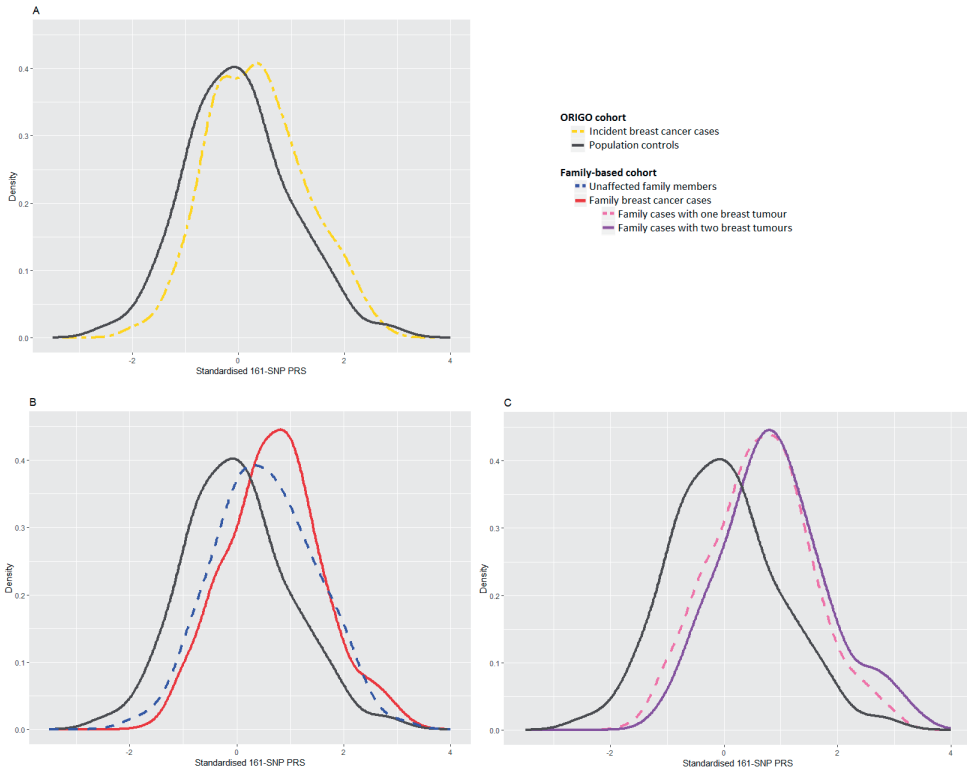 A
0.4
0.3
0.2
0.1
0.0
Density
-2
0
2
4
Standardised 161-SNP PRS
ORIGO cohort
Incident breast cancer cases
Population controls
Family-based cohort
Unaffected family members
Family breast cancer cases
Family cases with one breast tumour
Family cases with two breast tumours
B
0.4
0.3
0.2
0.1
0.0
Density
-2
0
2
4
Standardised 161-SNP PRS
C
0.4
0.3
0.2
0.1
0.0
Density
-2
0
2
4
Standardised 161-SNP PRS